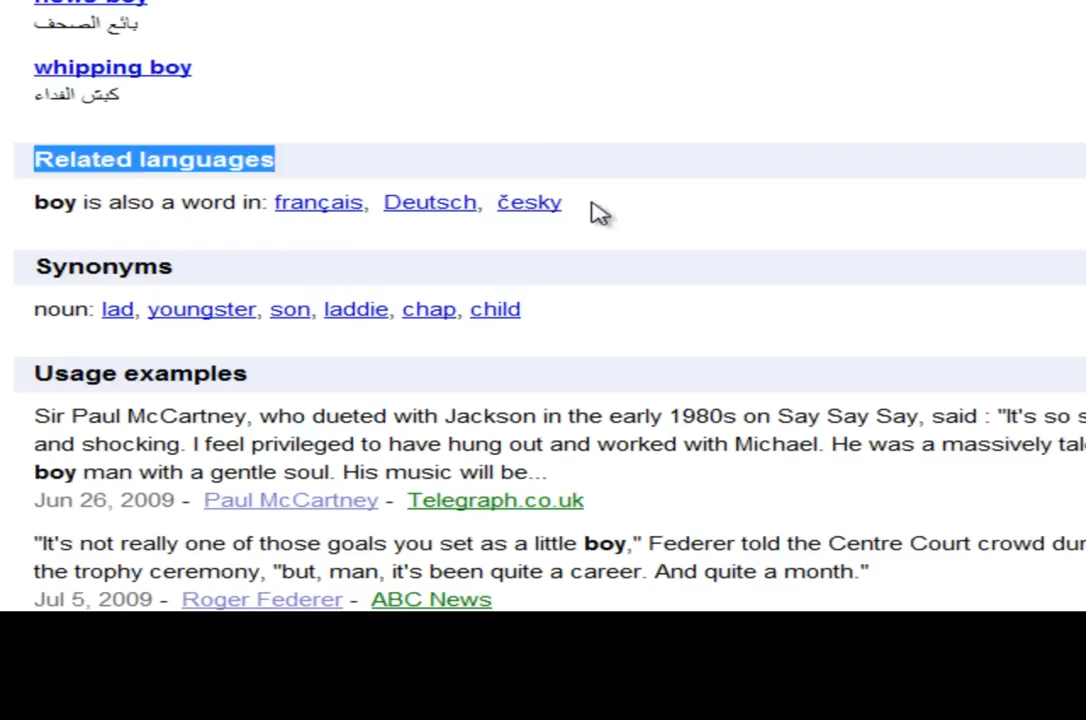 news boy
بائع الصحف
whipping boy
كبش الفداء
Related languages
boy is also a word in: français, Deutsch, česky
Synonyms
noun: lad, youngster, son, laddie, chap, child
Usage examples
Sir Paul McCartney, who dueted with Jackson in the early 1980s on Say Say Say, said : "It's so
and shocking. I feel privileged to have hung out and worked with Michael. He was a massively
boy man with a gentle soul. His music will be...
Jun 26, 2009 - Paul McCartney - Telegraph.co.uk
"It's not really one of those goals you set as a little boy," Federer told the Centre Court crowd
the trophy ceremony, "but, man, it's been quite a career. And quite a month."
Jul 5, 2009 - Roger Federer - ABC News